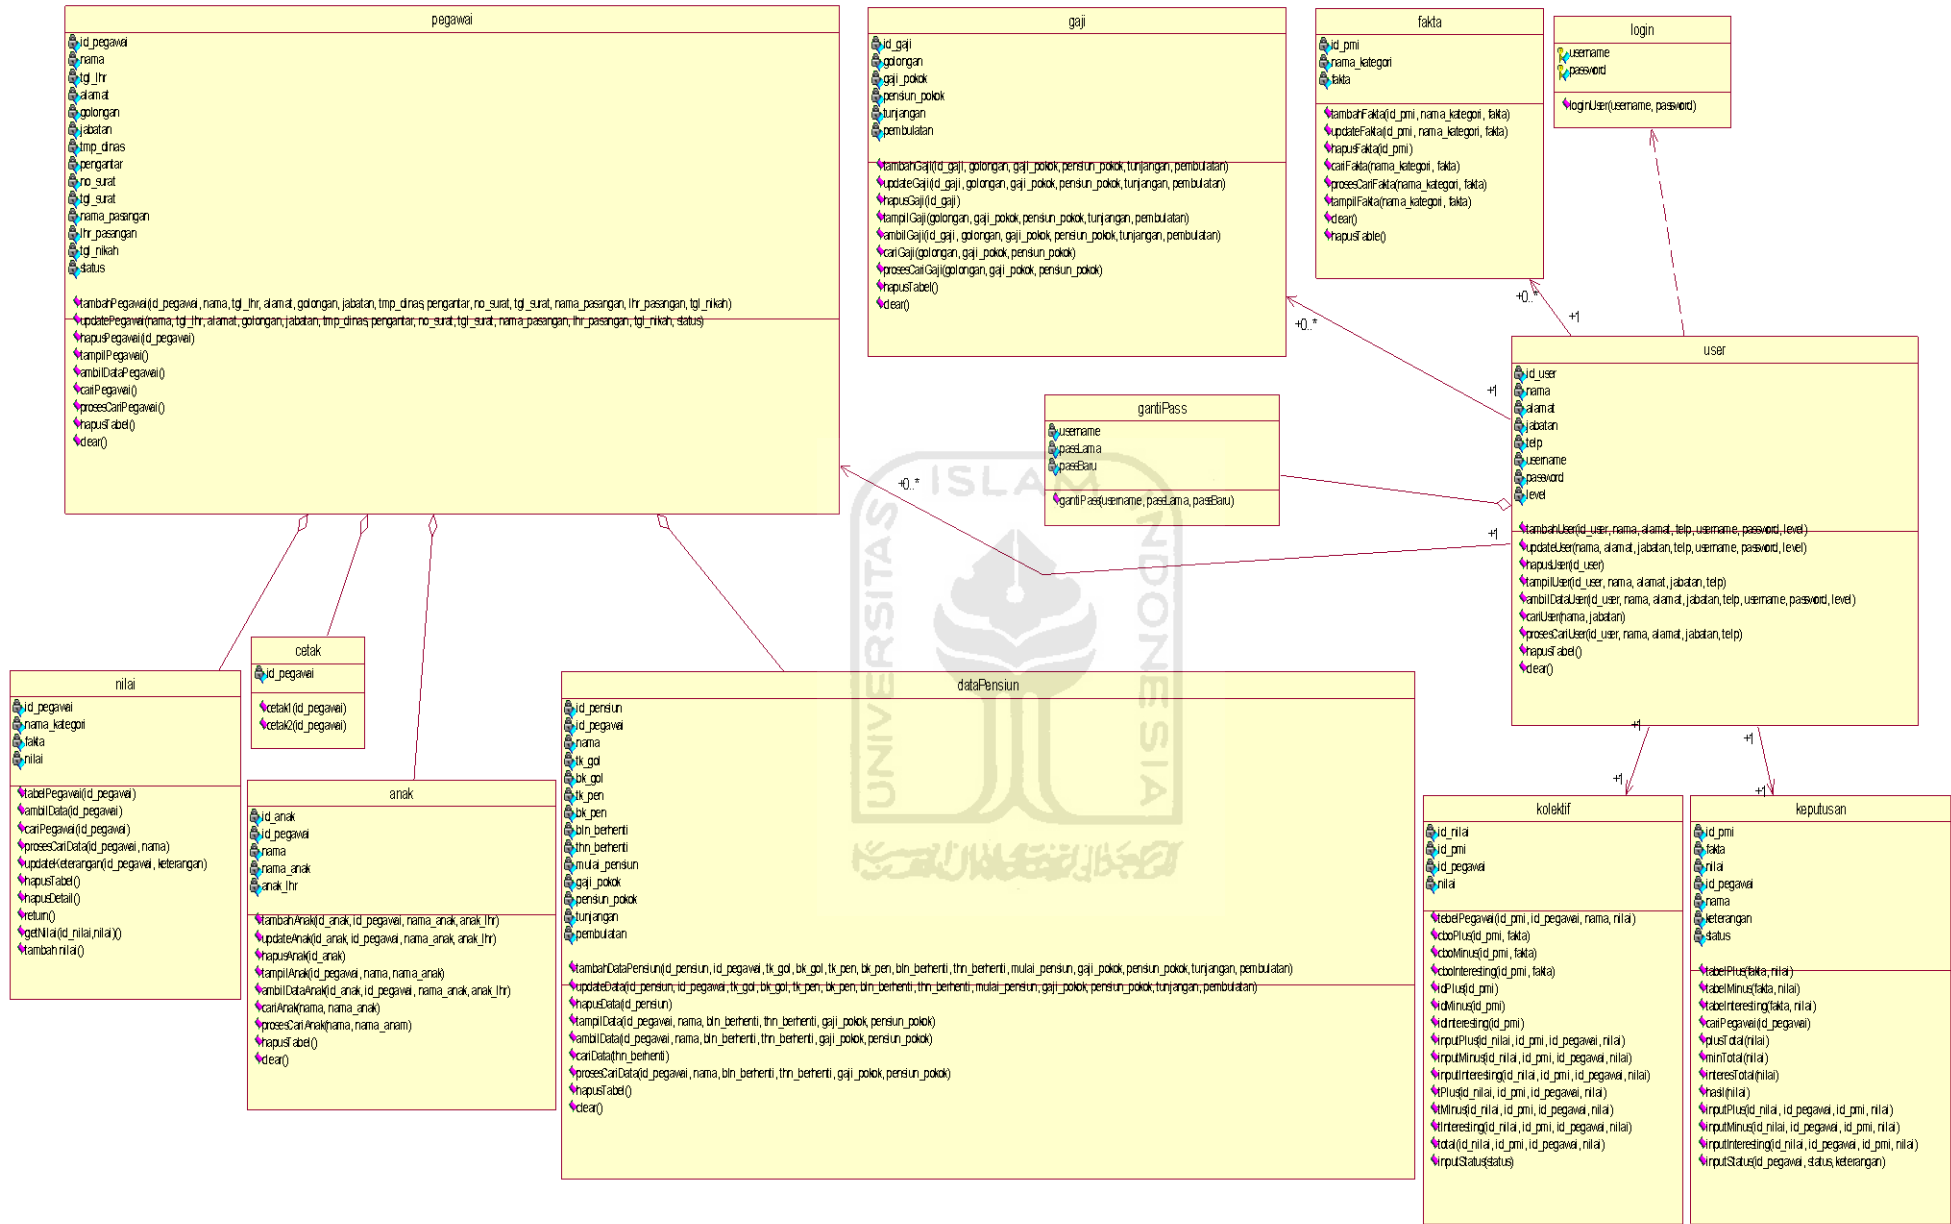 pegawai
id_pegawai
nama
tgl_lhr
alamat
golongan
jabatan
tmp_dinas
pengantar
no_surat
tgl_surat
nama_pasangan
lhr_pasangan
tgl_nikah
status
tambahPegawai(id_pegawai, nama, tgl_lhr, alamat, golongan, jabatan, tmp_dinas, pengantar, no_surat, tgl_surat, nama_pasangan, lhr_pasangan, tgl_nikah)
updatePegawai(nama, tgl_lhr, alamat, golongan, jabatan, tmp_dinas, pengantar, no_surat, tgl_surat, nama_pasangan, lhr_pasangan, tgl_nikah, status)
hapusPegawai(id_pegawai)
tampilPegawai()
ambilDataPegawai()
cariPegawai()
prosesCariPegawai()
hapusTabel()
clear()
gaji
id_gaji
golongan
gaji_pokok
pensiun_pokok
tunjangan
pembulatan
tambahGaji(id_gaji, golongan, gaji_pokok, pensiun_pokok, tunjangan, pembulatan)
updateGaji(id_gaji, golongan, gaji_pokok, pensiun_pokok, tunjangan, pembulatan)
hapusGaji(id_gaji)
tampilGaji(golongan, gaji_pokok, pensiun_pokok, tunjangan, pembulatan)
ambilGaji(id_gaji, golongan, gaji_pokok, pensiun_pokok, tunjangan, pembulatan)
cariGaji(golongan, gaji_pokok, pensiun_pokok)
prosesCariGaji(golongan, gaji_pokok, pensiun_pokok)
hapusTabel()
clear()
fakta
id_pmi
nama_kategori
fakta
tambahFakta(id_pmi, nama_kategori, fakta)
updateFakta(id_pmi, nama_kategori, fakta)
hapusFakta(id_pmi)
cariFakta(nama_kategori, fakta)
prosesCariFakta(nama_kategori, fakta)
tampilFakta(nama_kategori, fakta)
clear()
hapusTable()
login
username
password
loginUser(username, password)
+0..*
+1
+0..*
+1
+0..*
+1
gantiPass
username
passLama
passBaru
gantiPass(username, passLama, passBaru)
user
id_user
nama
alamat
jabatan
telp
username
password
level
tambahUser(id_user, nama, alamat, telp, username, password, level)
updateUser(nama, alamat, jabatan, telp, username, password, level)
hapusUser(id_user)
tampilUser(id_user, nama, alamat, jabatan, telp)
ambilDataUser(id_user, nama, alamat, jabatan, telp, username, password, level)
cariUser(nama, jabatan)
prosesCariUser(id_user, nama, alamat, jabatan, telp)
hapusTabel()
clear()
+1
+1
+1
+1
UNIVERSITAS
ISLAM
INDONESIA
nilai
id_pegawai
nama_kategori
fakta
nilai
tabelPegawai(id_pegawai)
ambilData(id_pegawai)
cariPegawai(id_pegawai)
prosesCariData(id_pegawai, nama)
updateKeterangan(id_pegawai, keterangan)
hapusTabel()
hapusDetail()
return()
getNilai(id_nilai,nilai)()
tambah nilai()
cetak
id_pegawai
cetak1(id_pegawai)
cetak2(id_pegawai)
anak
id_anak
id_pegawai
nama
nama_anak
anak_lhr
tambahAnak(id_anak, id_pegawai, nama_anak, anak_lhr)
updateAnak(id_anak, id_pegawai, nama_anak, anak_lhr)
hapusAnak(id_anak)
tampilAnak(id_pegawai, nama, nama_anak)
ambilDataAnak(id_anak, id_pegawai, nama_anak, anak_lhr)
cariAnak(nama, nama_anak)
prosesCariAnak(nama, nama_anam)
hapusTabel()
clear()
dataPensiun
id_pensiun
id_pegawai
nama
tk_gol
bk_gol
tk_pen
bk_pen
bln_berhenti
thn_berhenti
mulai_pensiun
gaji_pokok
pensiun_pokok
tunjangan
pembulatan
tambahDataPensiun(id_pensiun, id_pegawai, tk_gol, bk_gol, tk_pen, bk_pen, bln_berhenti, thn_berhenti, mulai_pensiun, gaji_pokok, pensiun_pokok, tunjangan, pembulatan)
updateData(id_pensiun, id_pegawai, tk_gol, bk_gol, tk_pen, bk_pen, bln_berhenti, thn_berhenti, mulai_pensiun, gaji_pokok, pensiun_pokok, tunjangan, pembulatan)
hapusData(id_pensiun)
tampilData(id_pegawai, nama, bln_berhenti, thn_berhenti, gaji_pokok, pensiun_pokok)
ambilData(id_pegawai, nama, bln_berhenti, thn_berhenti, gaji_pokok, pensiun_pokok)
cariData(thn_berhenti)
prosesCariData(id_pegawai, nama, bln_berhenti, thn_berhenti, gaji_pokok, pensiun_pokok)
hapusTabel()
clear()
kolektif
id_nilai
id_pmi
id_pegawai
nilai
tebelPegawai(id_pmi, id_pegawai, nama, nilai)
cboPlus(id_pmi, fakta)
cboMinus(id_pmi, fakta)
cboInteresting(id_pmi, fakta)
idPlus(id_pmi)
idMinus(id_pmi)
idInteresting(id_pmi)
inputPlus(id_nilai, id_pmi, id_pegawai, nilai)
inputMinus(id_nilai, id_pmi, id_pegawai, nilai)
inputInteresting(id_nilai, id_pmi, id_pegawai, nilai)
tPlus(id_nilai, id_pmi, id_pegawai, nilai)
tMinus(id_nilai, id_pmi, id_pegawai, nilai)
tInteresting(id_nilai, id_pmi, id_pegawai, nilai)
total(id_nilai, id_pmi, id_pegawai, nilai)
inputStatus(status)
keputusan
id_pmi
fakta
nilai
id_pegawai
nama
keterangan
status
tabelPlus(fakta, nilai)
tabelMinus(fakta, nilai)
tabelInteresting(fakta, nilai)
cariPegawai(id_pegawai)
plusTotal(nilai)
minTotal(nilai)
interesTotal(nilai)
hasil(nilai)
inputPlus(id_nilai, id_pegawai, id_pmi, nilai)
inputMinus(id_nilai, id_pegawai, id_pmi, nilai)
inputInteresting(id_nilai, id_pegawai, id_pmi, nilai)
inputStatus(id_pegawai, status, keterangan)